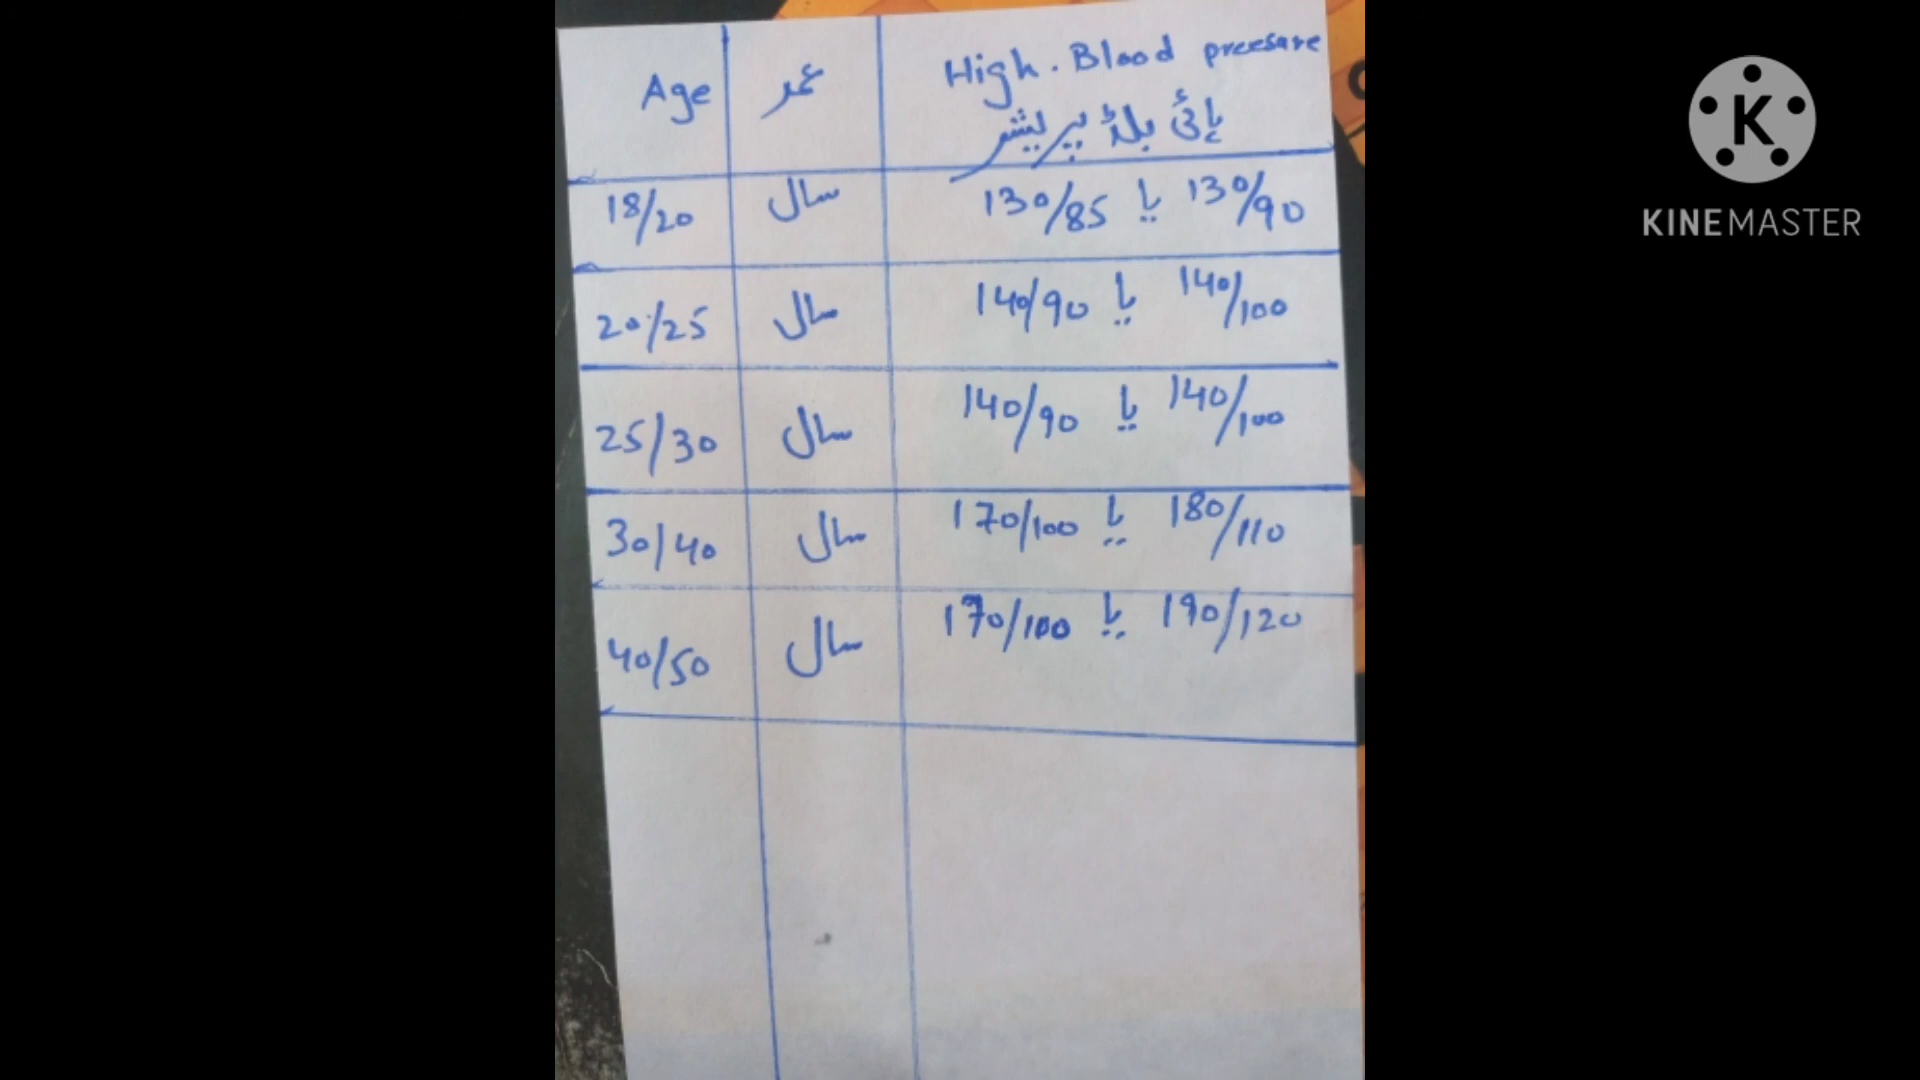 Age عمر High. Blood preesare
ہائی بلڈ پریشر
18/20 سال 130/85 یا 130/90
20/25 سال 140/90 یا 140/100
25/30 سال 140/90 یا 140/100
30/40 سال 170/100 یا 180/110
40/50 سال 170/100 یا 190/120
KINEMASTER